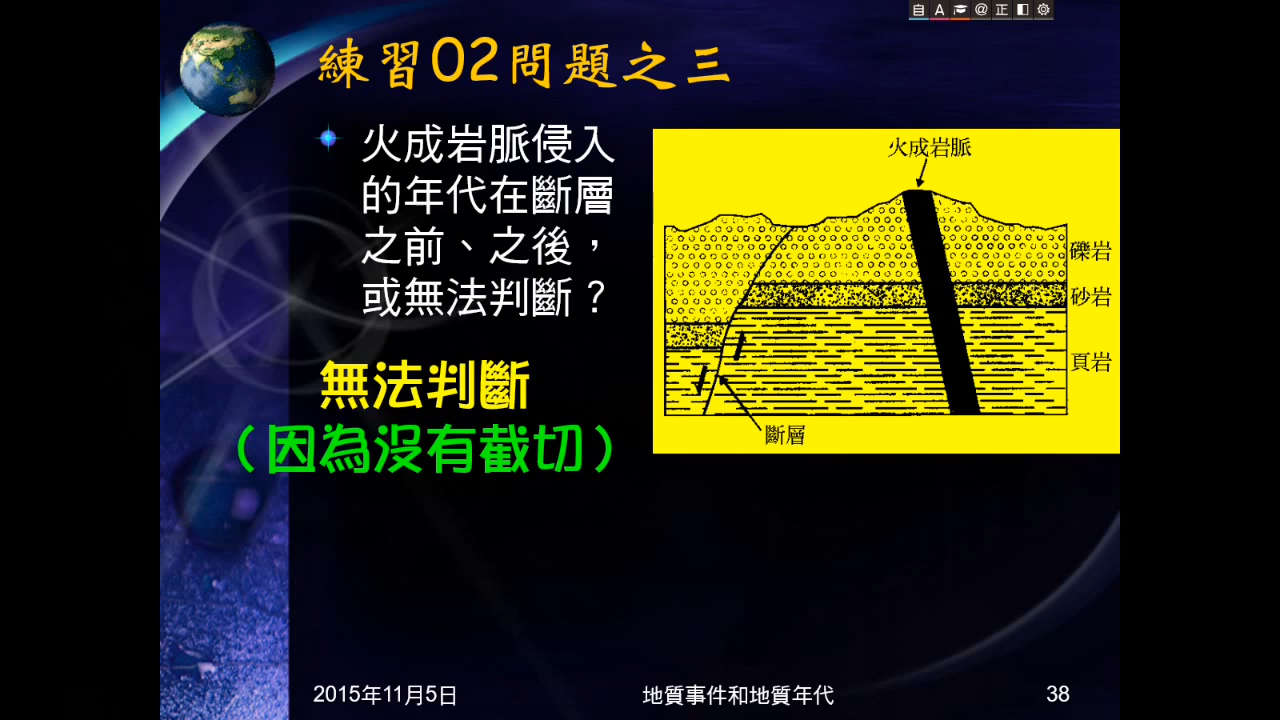 自 A @ 正
練習02問題之三
火成岩脈侵入
的年代在斷層
之前、之後，
或無法判斷？
無法判斷
（因為沒有截切）
火成岩脈
礫岩
砂岩
頁岩
斷層
2015年11月5日
地質事件和地質年代
38